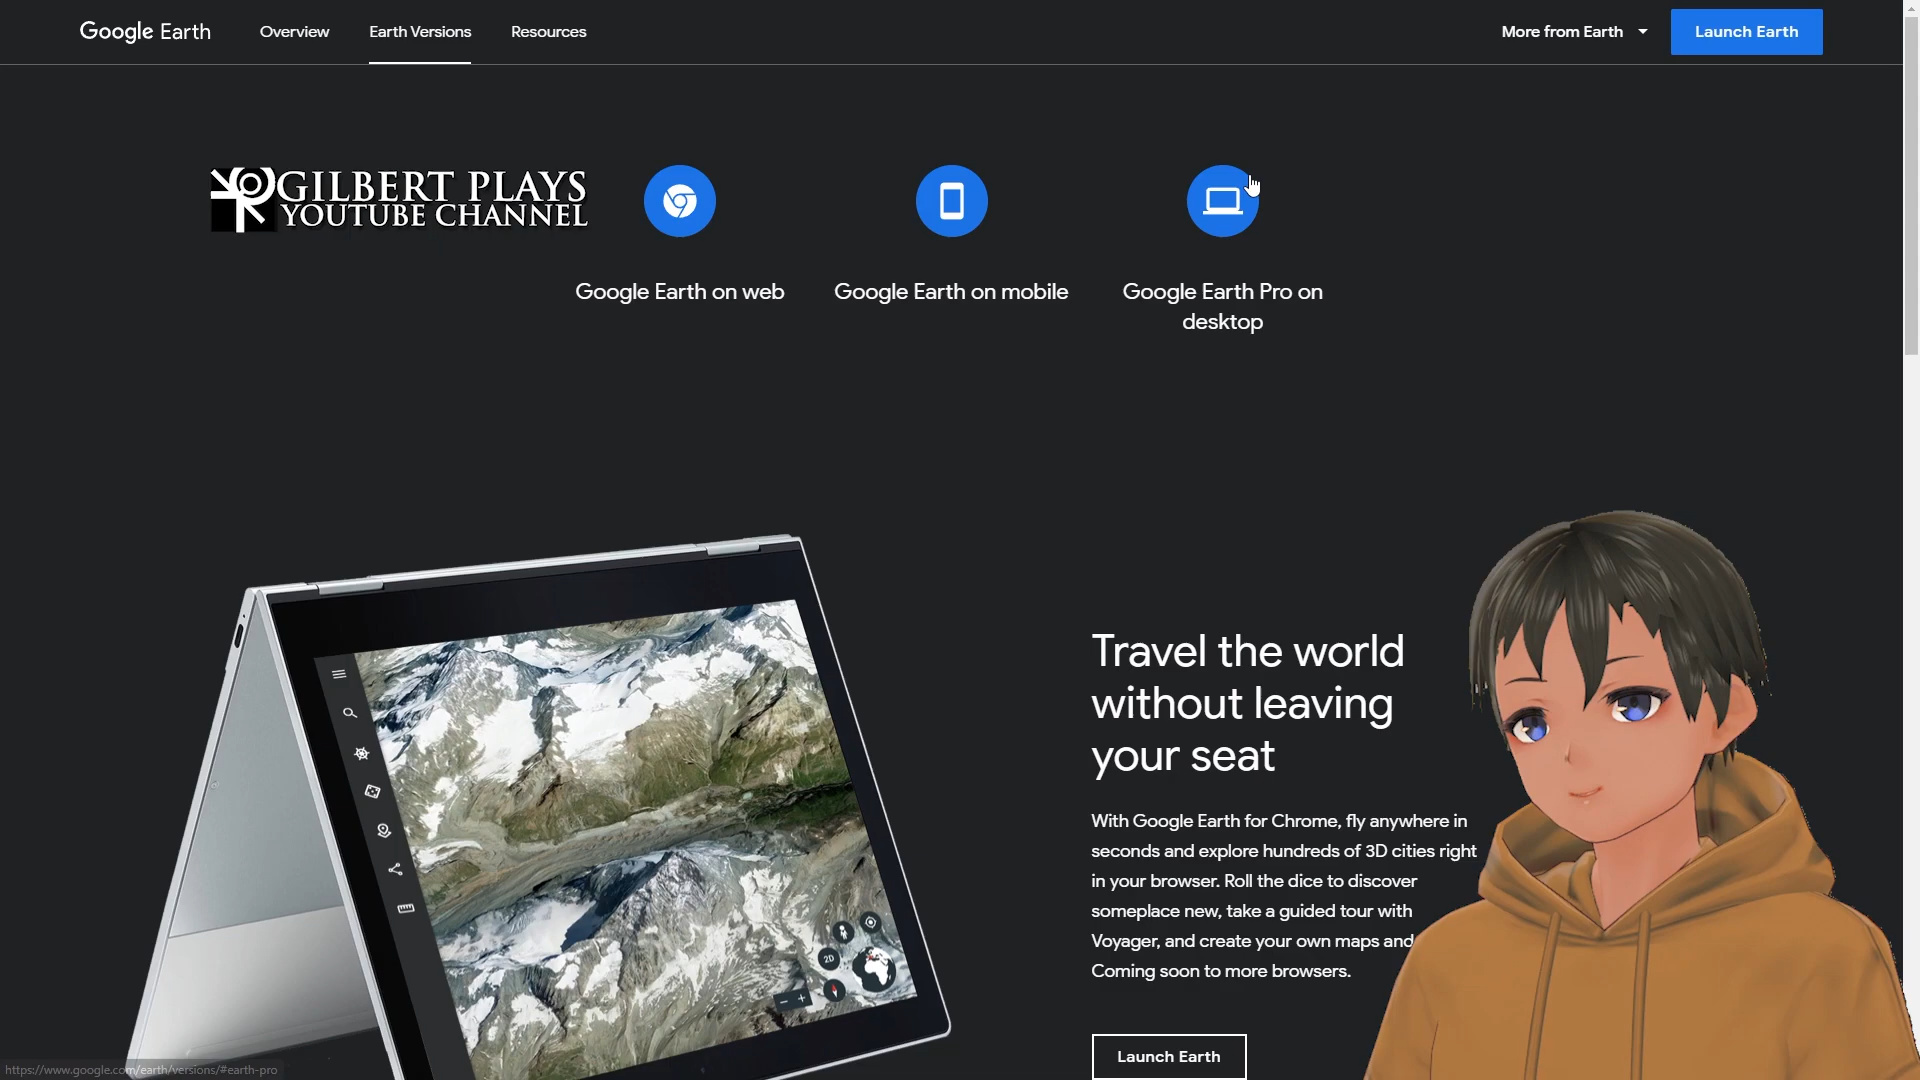 Google Earth
Overview
Earth Versions
Resources
More from Earth
Launch Earth
GILBERT PLAYS
YOUTUBE CHANNEL
Google Earth on web
Google Earth on mobile
Google Earth Pro on
desktop
Travel the world
without leaving
your seat
With Google Earth for Chrome, fly anywhere in
seconds and explore hundreds of 3D cities right
in your browser. Roll the dice to discover
someplace new, take a guided tour with
Voyager, and create your own maps and
Coming soon to more browsers.
Launch Earth
2D
https://www.google.com/earth/versions/#earth-pro